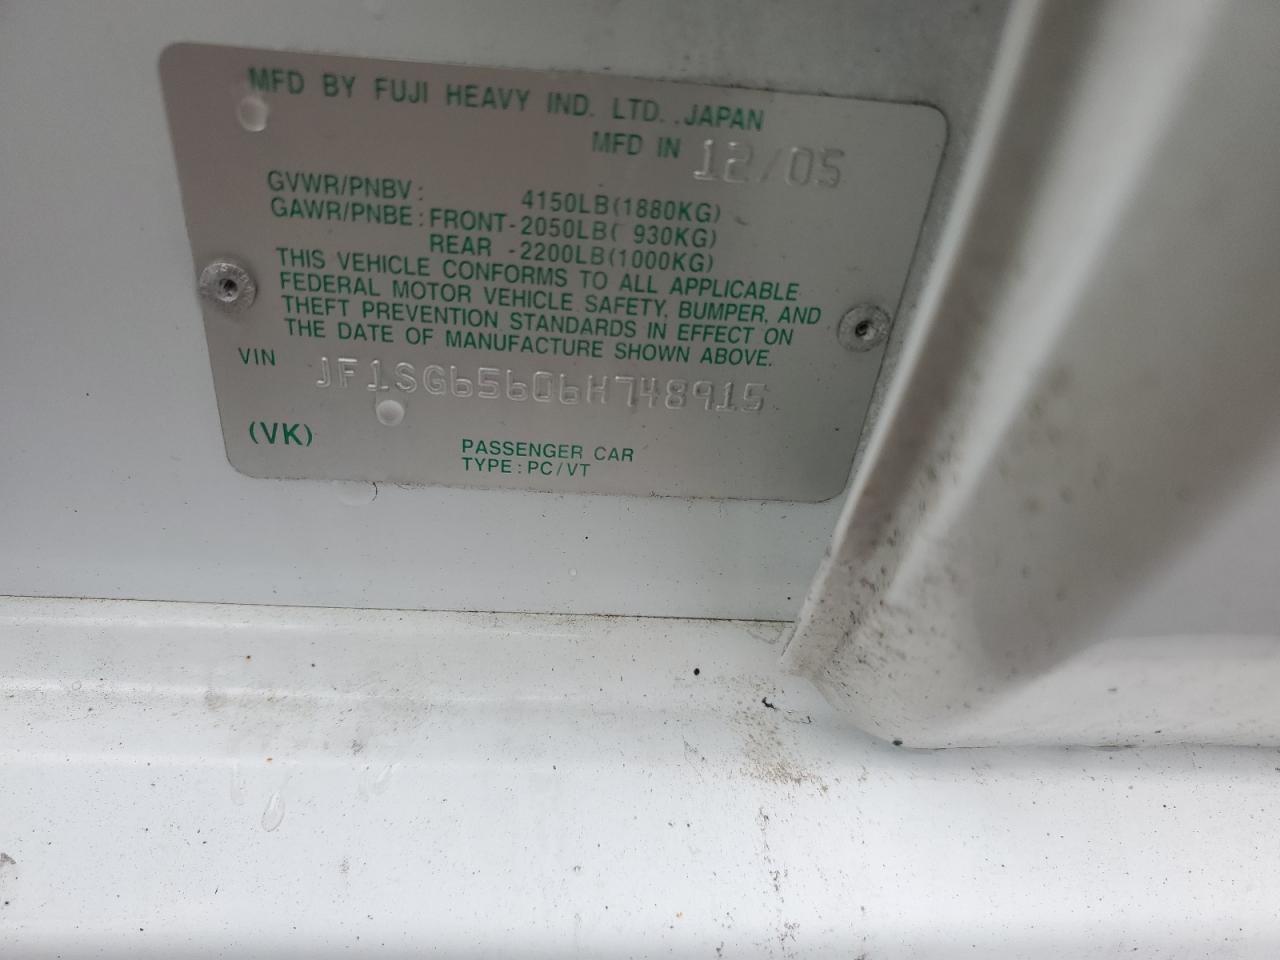 MFD BY FUJI HEAVY IND. LTD. .JAPAN
MFD IN 12/05
GVWR/PNBV: 4150LB(1880KG)
GAWR/PNBE: FRONT-2050LB( 930KG)
REAR -2200LB(1000KG)
THIS VEHICLE CONFORMS TO ALL APPLICABLE
FEDERAL MOTOR VEHICLE SAFETY, BUMPER, AND
THEFT PREVENTION STANDARDS IN EFFECT ON
THE DATE OF MANUFACTURE SHOWN ABOVE.
VIN JF1SG65606H748915
(VK)
PASSENGER CAR
TYPE: PC/VT